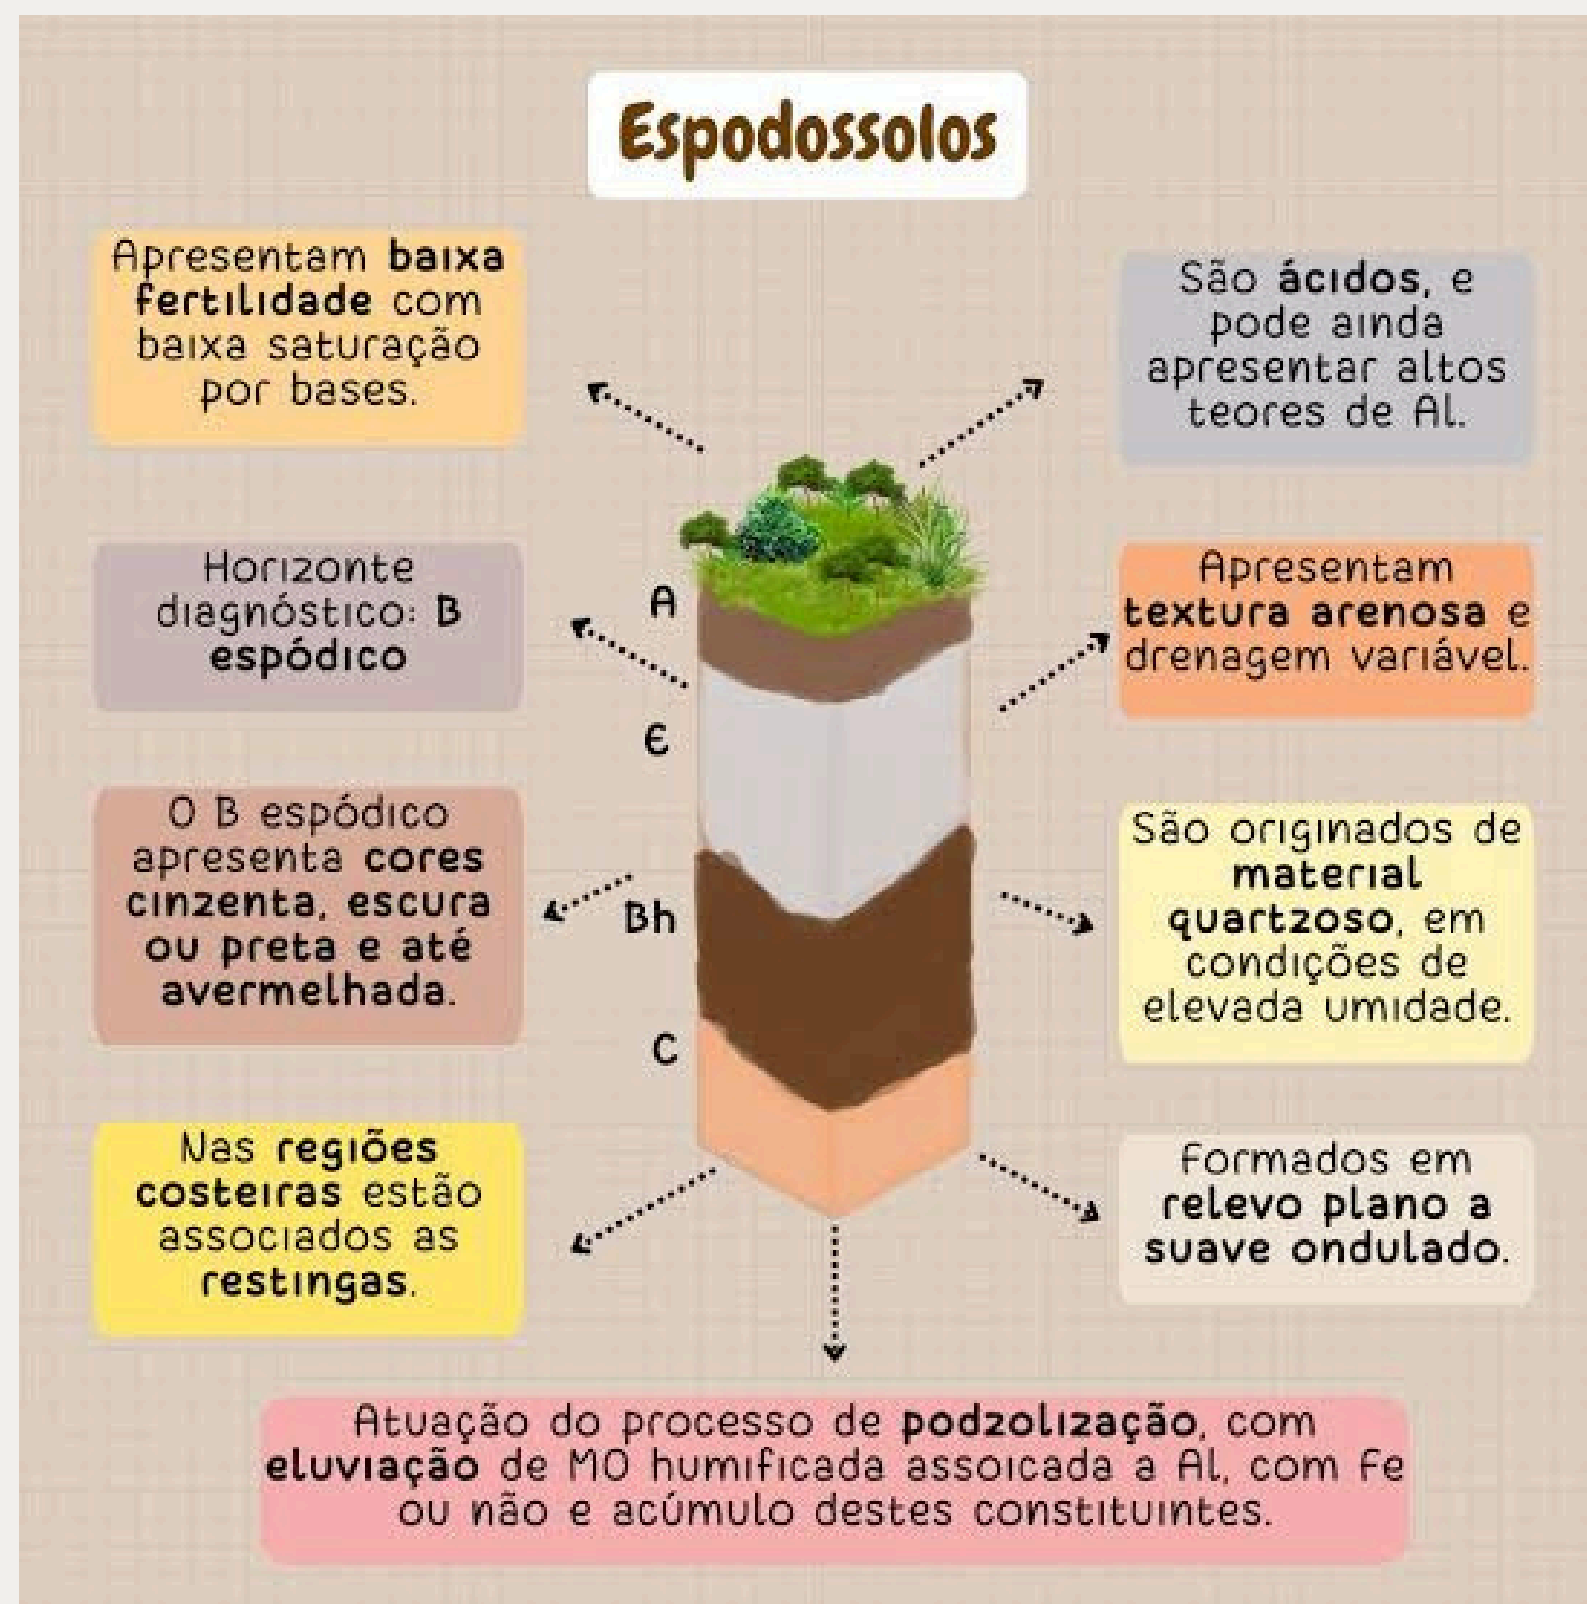 Espodossolos
Apresentam baixa
fertilidade com
baixa saturação
por bases.
São ácidos, e
pode ainda
apresentar altos
teores de Al.
Horizonte
diagnóstico: B
espódico
Apresentam
textura arenosa e
drenagem variável.
A
E
Bh
C
O B espódico
apresenta cores
cinzenta, escura
ou preta e até
avermelhada.
São originados de
material
quartzoso, em
condições de
elevada umidade.
Nas regiões
costeiras estão
associados as
restingas.
Formados em
relevo plano a
suave ondulado.
Atuação do processo de podzolização, com
eluviação de MO humificada assoicada a Al, com Fe
ou não e acúmulo destes constituintes.